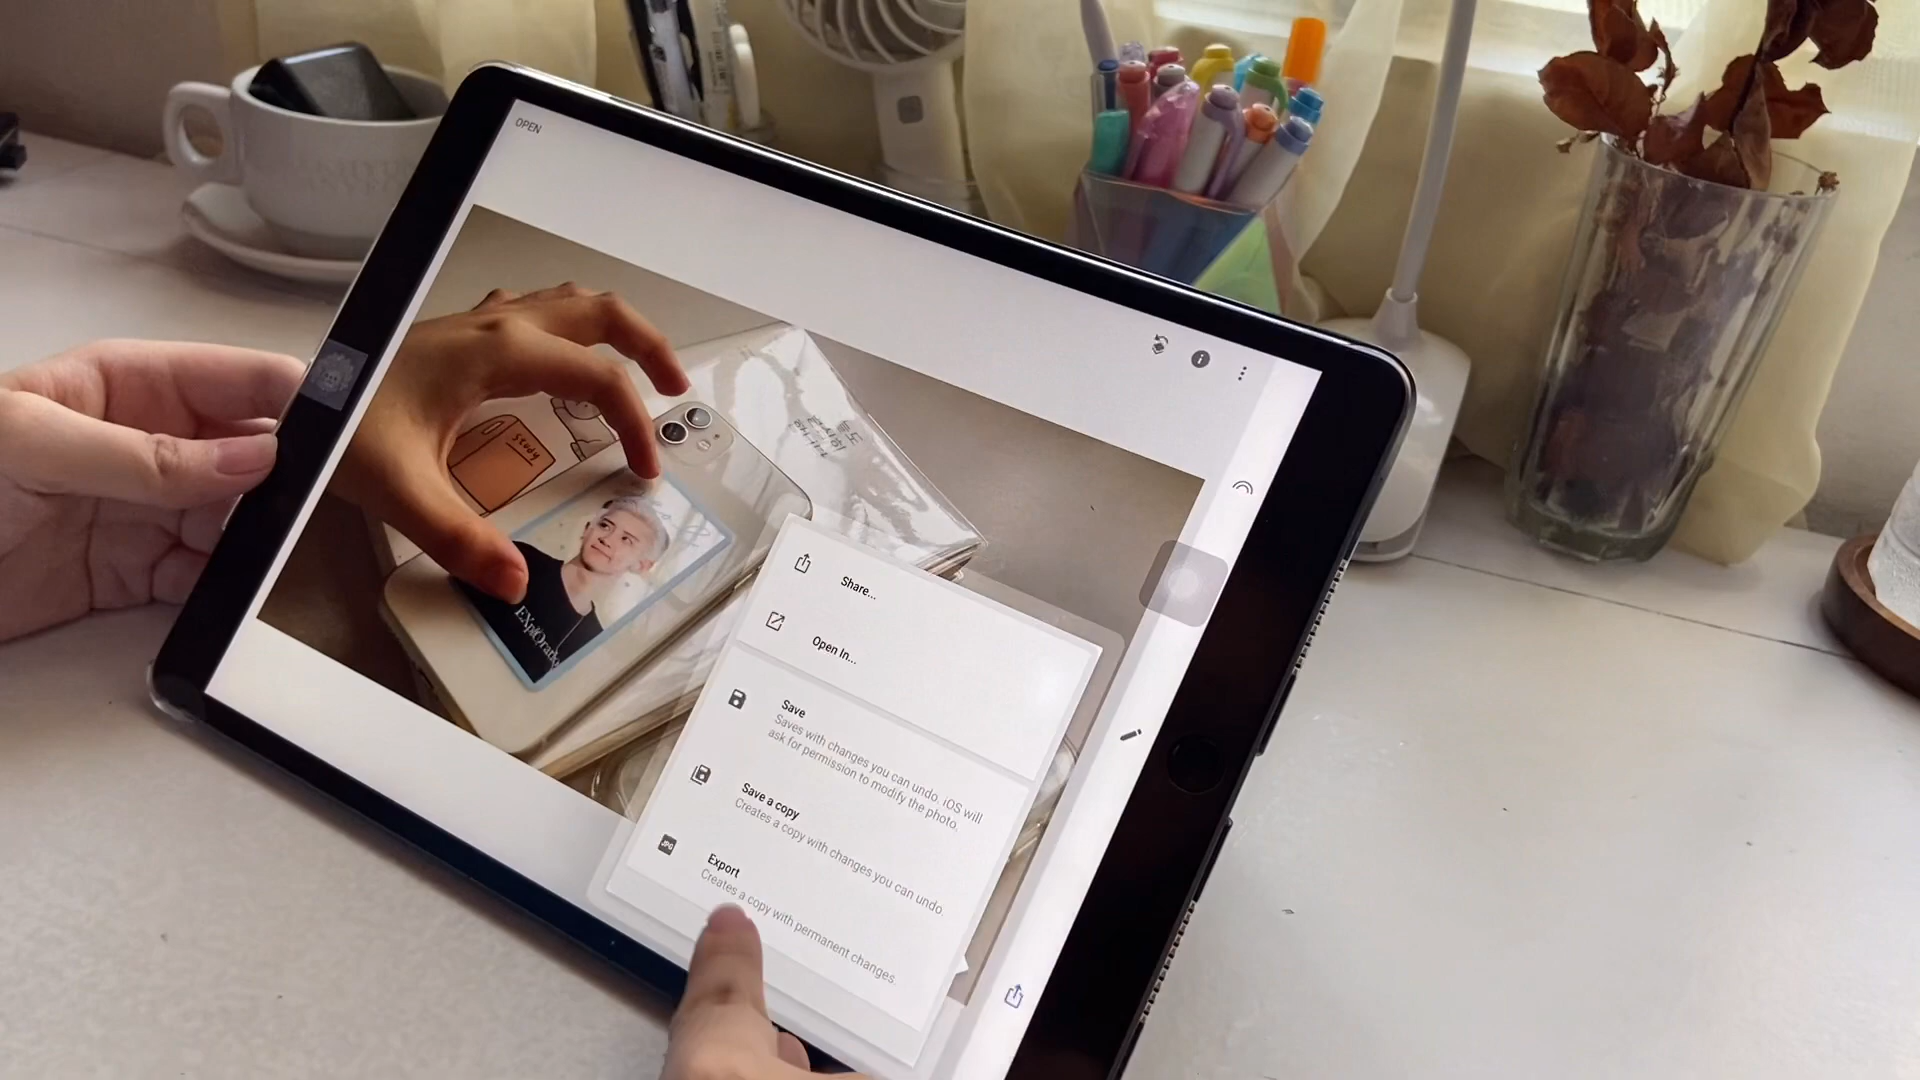 OPEN
Study
EXplOrati
Share...
Open In...
Save
Saves with changes you can undo. iOS will
ask for permission to modify the photo.
Save a copy
Creates a copy with changes you can undo.
JPG
Export
Creates a copy with permanent changes.